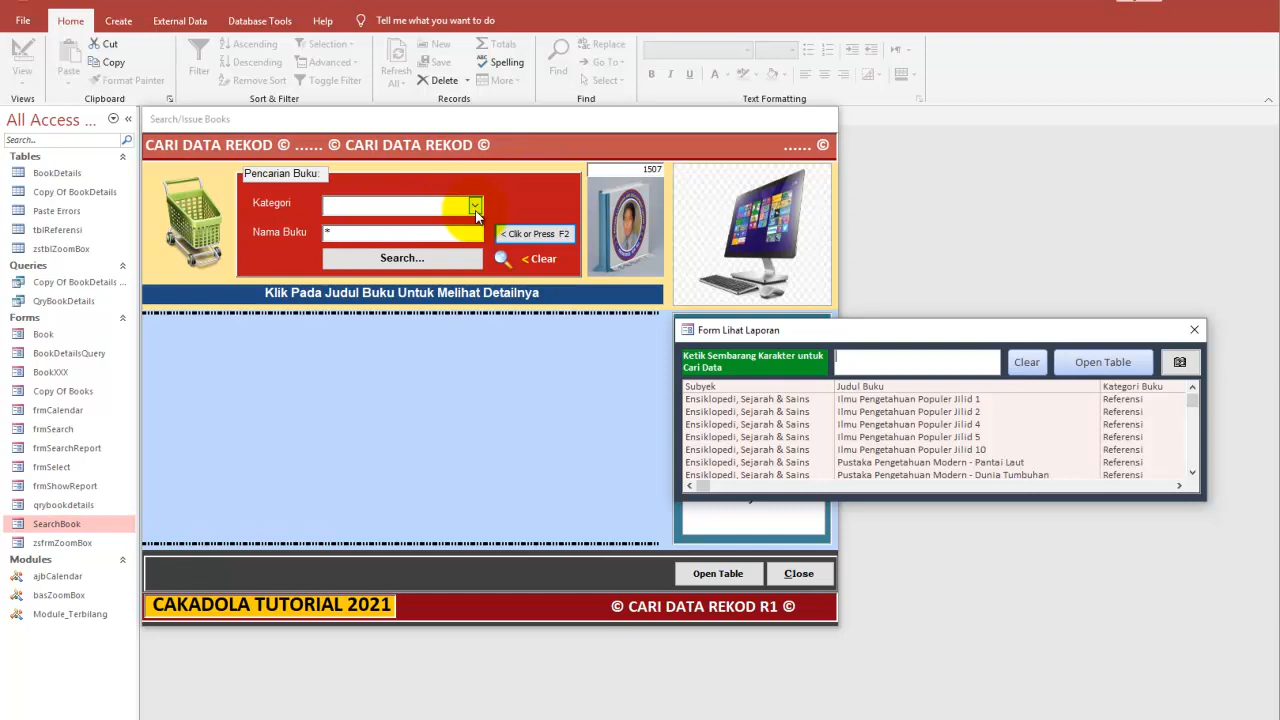 File Home Create External Data Database Tools Help Tell me what you want to do
View
Views
Paste
Cut
Copy
Format Painter
Clipboard
Filter
Ascending
Descending
Remove Sort
Selection
Advanced
Toggle Filter
Sort & Filter
Refresh All
New
Save
Delete
Totals
Spelling
More
Records
Find
Replace
Go To
Select
Find
B I U A
Text Formatting
All Access ...
Search...
Tables
BookDetails
Copy Of BookDetails
Paste Errors
tblReferensi
zstblZoomBox
Queries
Copy Of BookDetails ...
QryBookDetails
Forms
Book
BookDetailsQuery
BookXXX
Copy Of Books
frmCalendar
frmSearch
frmSearchReport
frmSelect
frmShowReport
qrybookdetails
SearchBook
zsfrmZoomBox
Modules
ajbCalendar
basZoomBox
Module_Terbilang
Search/Issue Books
CARI DATA REKOD © ...... © CARI DATA REKOD © ...... ©
Pencarian Buku:
1507
Kategori
Nama Buku * < Clik or Press F2
Search... < Clear
Klik Pada Judul Buku Untuk Melihat Detailnya
Form Lihat Laporan
Ketik Sembarang Karakter untuk
Cari Data
Clear Open Table
Subyek Judul Buku Kategori Buku
Ensiklopedi, Sejarah & Sains Ilmu Pengetahuan Populer Jilid 1 Referensi
Ensiklopedi, Sejarah & Sains Ilmu Pengetahuan Populer Jilid 2 Referensi
Ensiklopedi, Sejarah & Sains Ilmu Pengetahuan Populer Jilid 4 Referensi
Ensiklopedi, Sejarah & Sains Ilmu Pengetahuan Populer Jilid 5 Referensi
Ensiklopedi, Sejarah & Sains Ilmu Pengetahuan Populer Jilid 10 Referensi
Ensiklopedi, Sejarah & Sains Pustaka Pengetahuan Modern - Pantai Laut Referensi
Ensiklopedi, Sejarah & Sains Pustaka Pengetahuan Modern - Dunia Tumbuhan Referensi
Open Table Close
CAKADOLA TUTORIAL 2021 © CARI DATA REKOD R1 ©